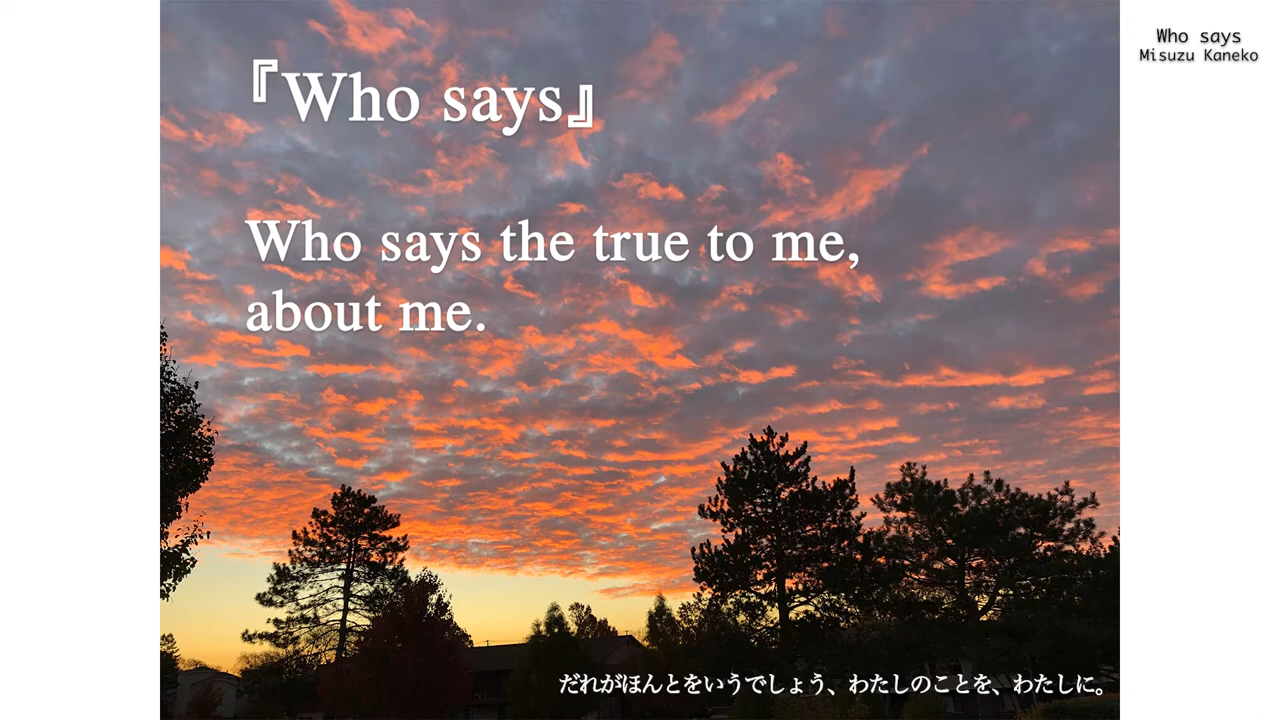 『Who says』
Who says the true to me,
about me.
だれがほんとをいうでしょう、わたしのことを、わたしに。
Who says
Misuzu Kaneko